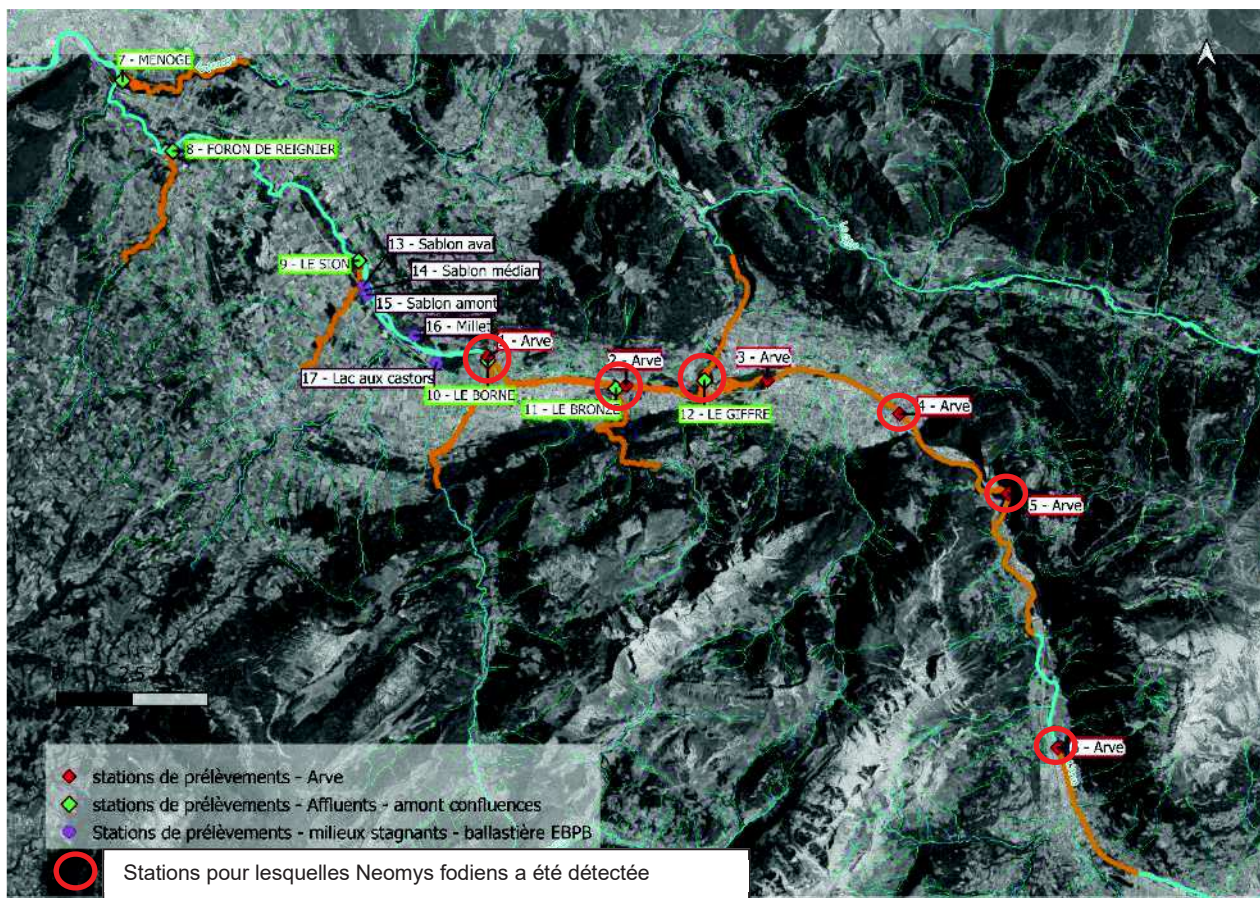 7 - MENOGE
8 - FORON DE REIGNIER
13 - Sablon aval
9 - LE SION
14 - Sablon médian
15 - Sablon amont
16 - Millet
1 - Arve
2 - Arve
3 - Arve
17 - Lac aux castors
10 - LE BORNE
11 - LE BRONZE
12 - LE GIFFRE
4 - Arve
5 - Arve
- Arve
stations de prélèvements - Arve
stations de prélèvements - Affluents - amont confluences
Stations de prélèvements - milieux stagnants - ballastière EBPB
Stations pour lesquelles Neomys fodiens a été détectée